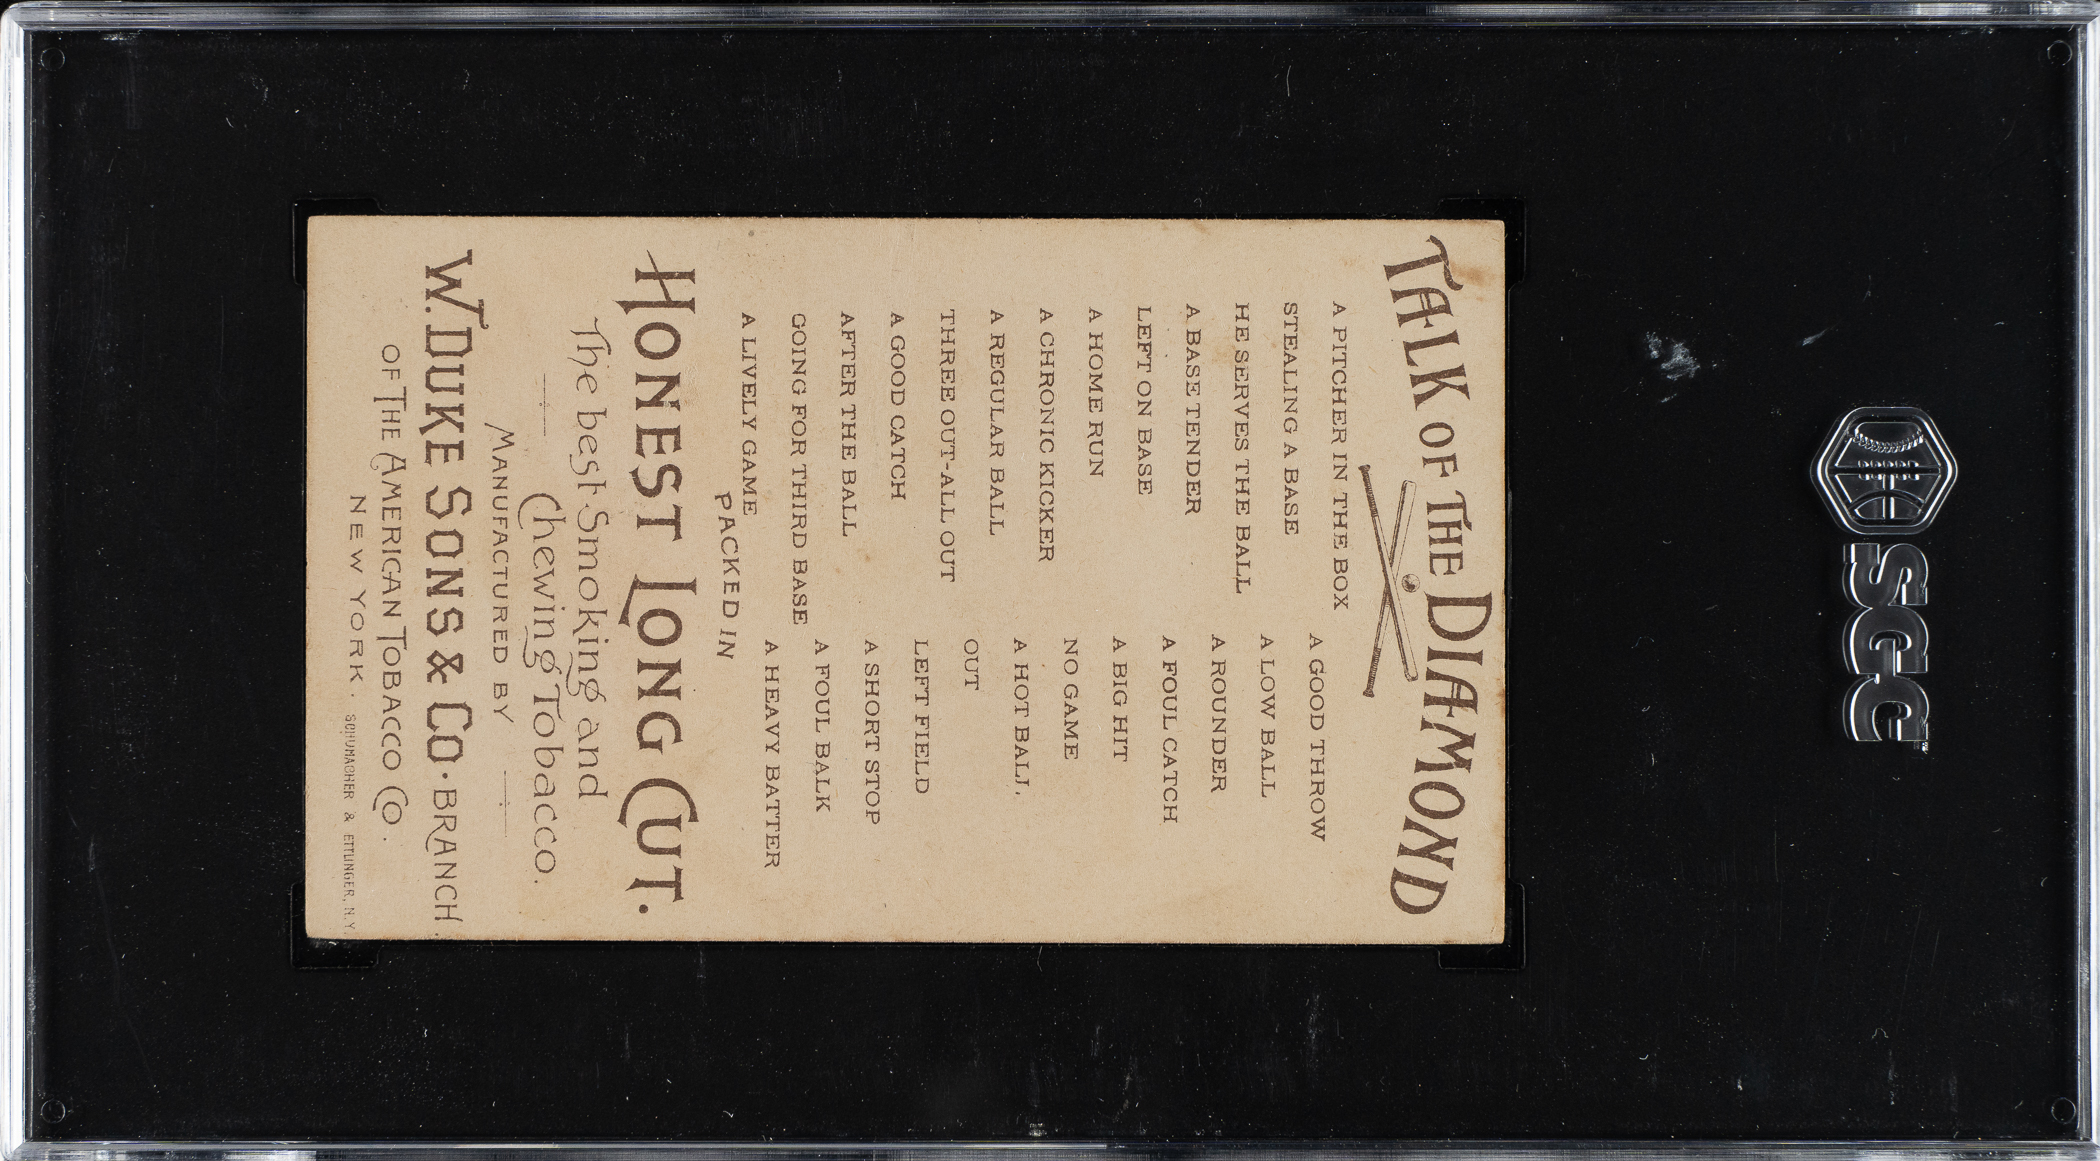 TALK OF THE DIAMOND
A PITCHER IN THE BOX
A GOOD THROW
STEALING A BASE
A LOW BALL
HE SERVES THE BALL
A ROUNDER
A BASE TENDER
A FOUL CATCH
LEFT ON BASE
A BIG HIT
A HOME RUN
NO GAME
A CHRONIC KICKER
A HOT BALL
A REGULAR BALL
OUT
THREE OUT-ALL OUT
LEFT FIELD
A GOOD CATCH
A SHORT STOP
AFTER THE BALL
A FOUL BALK
GOING FOR THIRD BASE
A HEAVY BATTER
A LIVELY GAME
PACKED IN
HONEST LONG CUT.
The best Smoking and
Chewing Tobacco.
MANUFACTURED BY
W. DUKE SONS & CO. BRANCH
OF THE AMERICAN TOBACCO CO.
NEW YORK.
SCHUMACHER & ETTLINGER, N.Y.
SGC